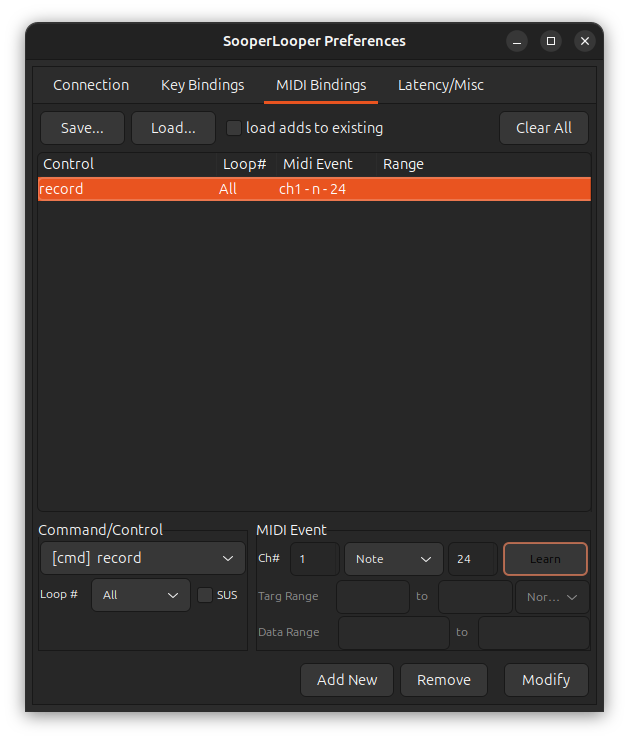 SooperLooper Preferences
Connection Key Bindings MIDI Bindings Latency/Misc
Save... Load... load adds to existing Clear All
Control Loop# Midi Event Range
record All ch1 - n - 24
Command/Control MIDI Event
[cmd] record Ch# 1 Note 24 Learn
Loop # All SUS Targ Range to Nor...
Data Range to
Add New Remove Modify